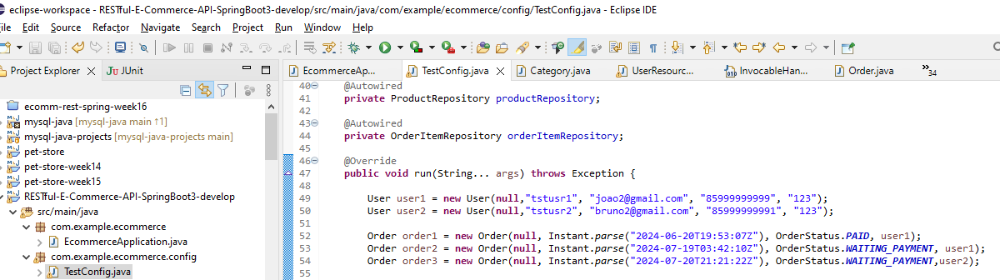 eclipse-workspace - RESTful-E-Commerce-API-SpringBoot3-develop/src/main/java/com/example/ecommerce/config/TestConfig.java - Eclipse IDE
File Edit Source Refactor Navigate Search Project Run Window Help
Project Explorer JUnit
EcommerceAp... TestConfig.java Category.java UserResourc... InvocableHan... Order.java 34
ecomm-rest-spring-week16
mysql-java [mysql-java main ↑1]
mysql-java-projects [mysql-java-projects main]
pet-store
pet-store-week14
pet-store-week15
RESTful-E-Commerce-API-SpringBoot3-develop
src/main/java
com.example.ecommerce
EcommerceApplication.java
com.example.ecommerce.config
TestConfig.java
40 @Autowired
41 private ProductRepository productRepository;
42
43 @Autowired
44 private OrderItemRepository orderItemRepository;
45
46 @Override
47 public void run(String... args) throws Exception {
48
49 User user1 = new User(null,"tstusr1", "joao2@gmail.com", "85999999999", "123");
50 User user2 = new User(null,"tstusr2", "bruno2@gmail.com", "85999999991", "123");
51
52 Order order1 = new Order(null, Instant.parse("2024-06-20T19:53:07Z"), OrderStatus.PAID, user1);
53 Order order2 = new Order(null, Instant.parse("2024-07-19T03:42:10Z"), OrderStatus.WAITING_PAYMENT, user1);
54 Order order3 = new Order(null, Instant.parse("2024-07-20T21:21:22Z"), OrderStatus.WAITING_PAYMENT,user2);
55